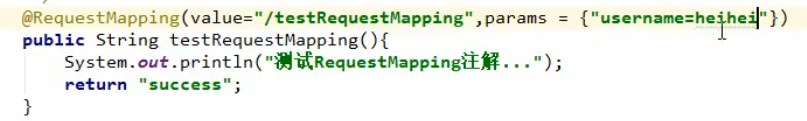 @RequestMapping(value="/testRequestMapping",params = {"username=heihei"})
public String testRequestMapping(){
    System.out.println("测试RequestMapping注解...");
    return "success";
}